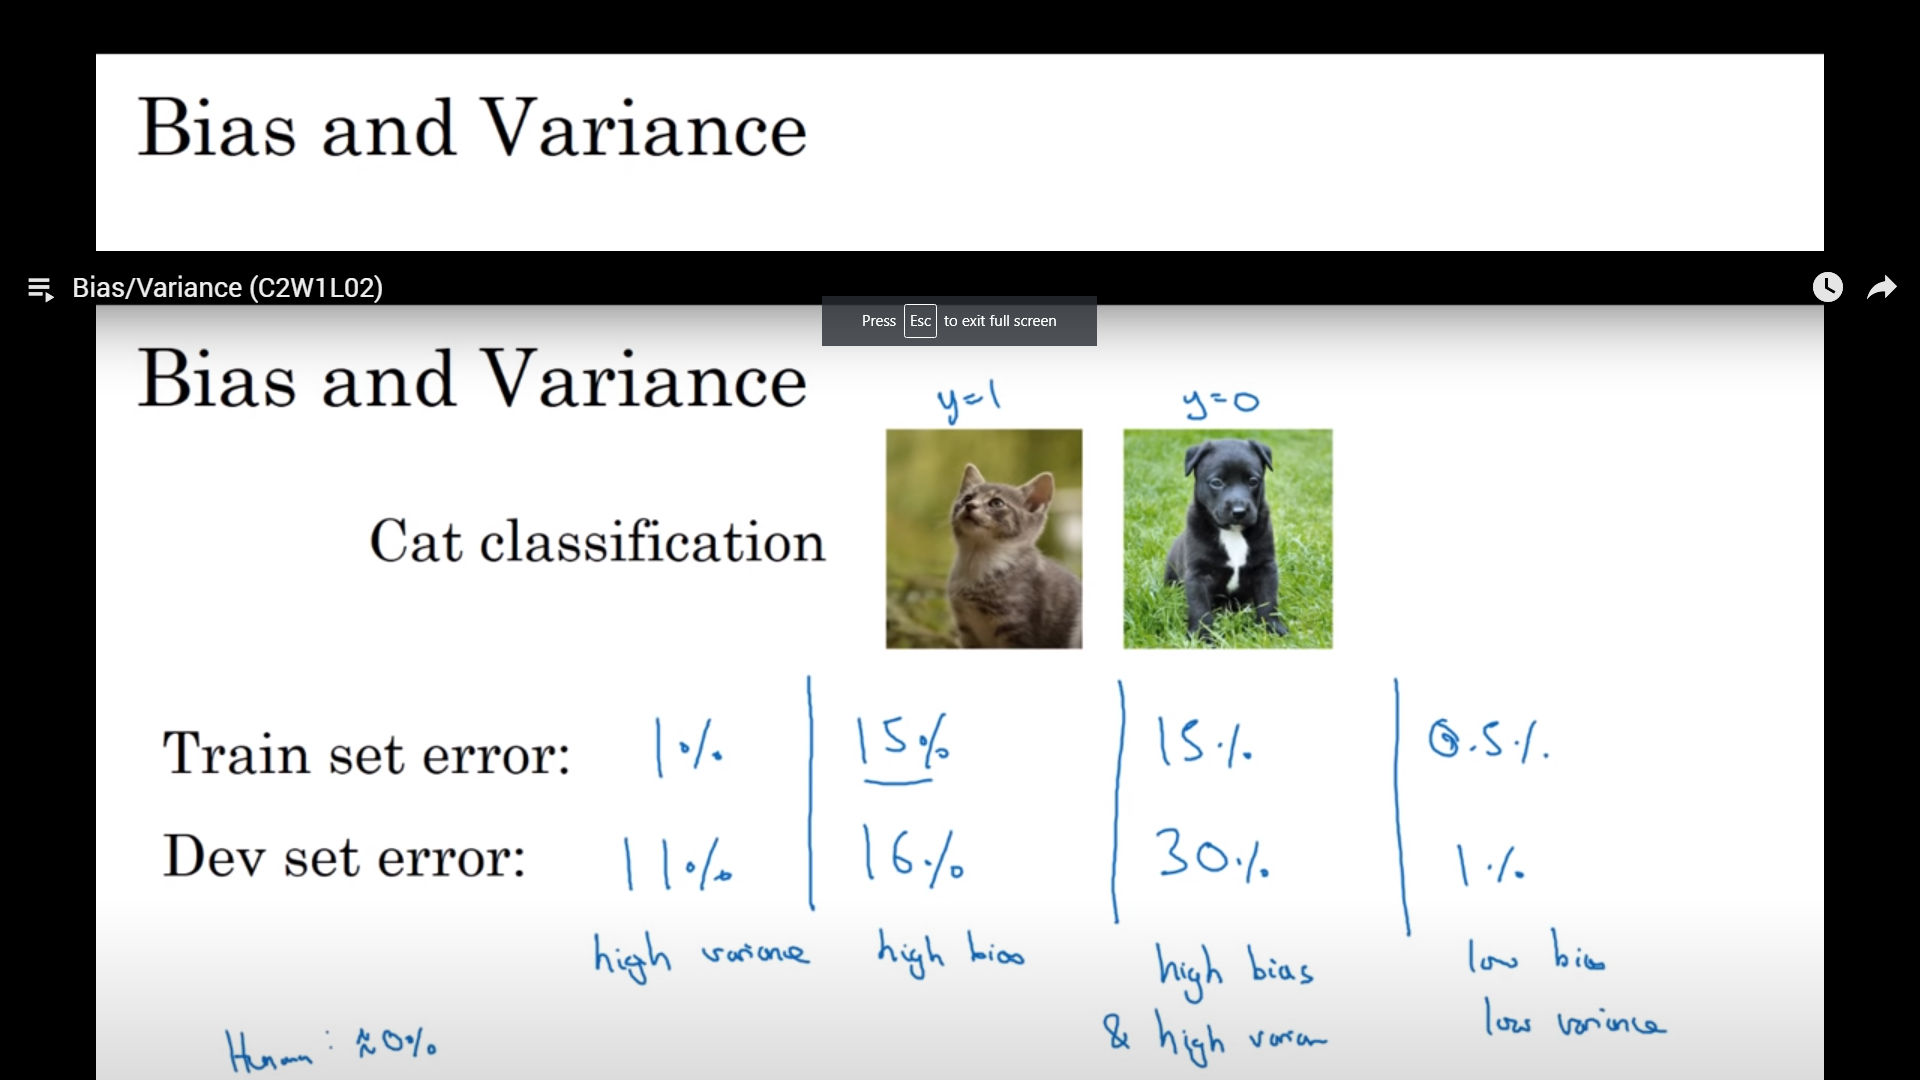 Bias and Variance
Bias/Variance (C2W1L02)
Press Esc to exit full screen
Bias and Variance
y=1 y=0
Cat classification
Train set error: 1% 15% 15% 0.5%
Dev set error: 11% 16% 30% 1%
high variance high bias high bias low bias
& high varian low variance
Human: ≈0%